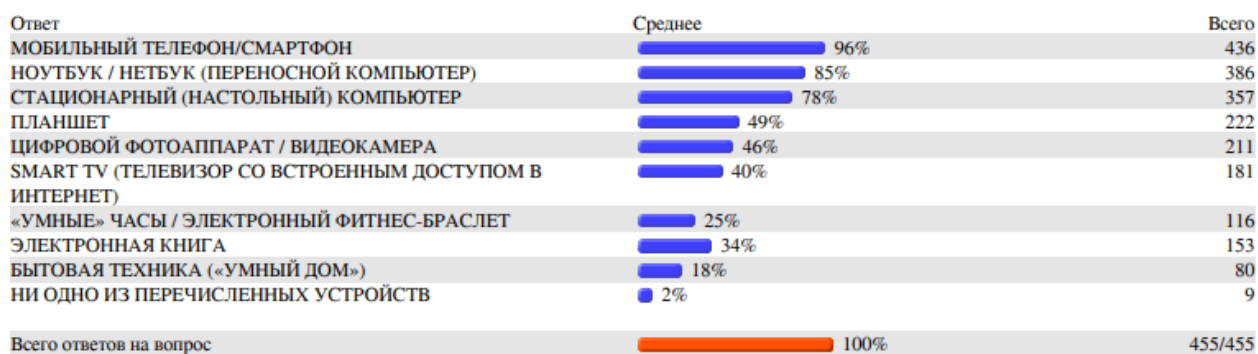 Ответ Среднее Всего
МОБИЛЬНЫЙ ТЕЛЕФОН/СМАРТФОН 96% 436
НОУТБУК / НЕТБУК (ПЕРЕНОСНОЙ КОМПЬЮТЕР) 85% 386
СТАЦИОНАРНЫЙ (НАСТОЛЬНЫЙ) КОМПЬЮТЕР 78% 357
ПЛАНШЕТ 49% 222
ЦИФРОВОЙ ФОТОАППАРАТ / ВИДЕОКАМЕРА 46% 211
SMART TV (ТЕЛЕВИЗОР СО ВСТРОЕННЫМ ДОСТУПОМ В 40% 181
ИНТЕРНЕТ)
«УМНЫЕ» ЧАСЫ / ЭЛЕКТРОННЫЙ ФИТНЕС-БРАСЛЕТ 25% 116
ЭЛЕКТРОННАЯ КНИГА 34% 153
БЫТОВАЯ ТЕХНИКА («УМНЫЙ ДОМ») 18% 80
НИ ОДНО ИЗ ПЕРЕЧИСЛЕННЫХ УСТРОЙСТВ 2% 9
Всего ответов на вопрос 100% 455/455